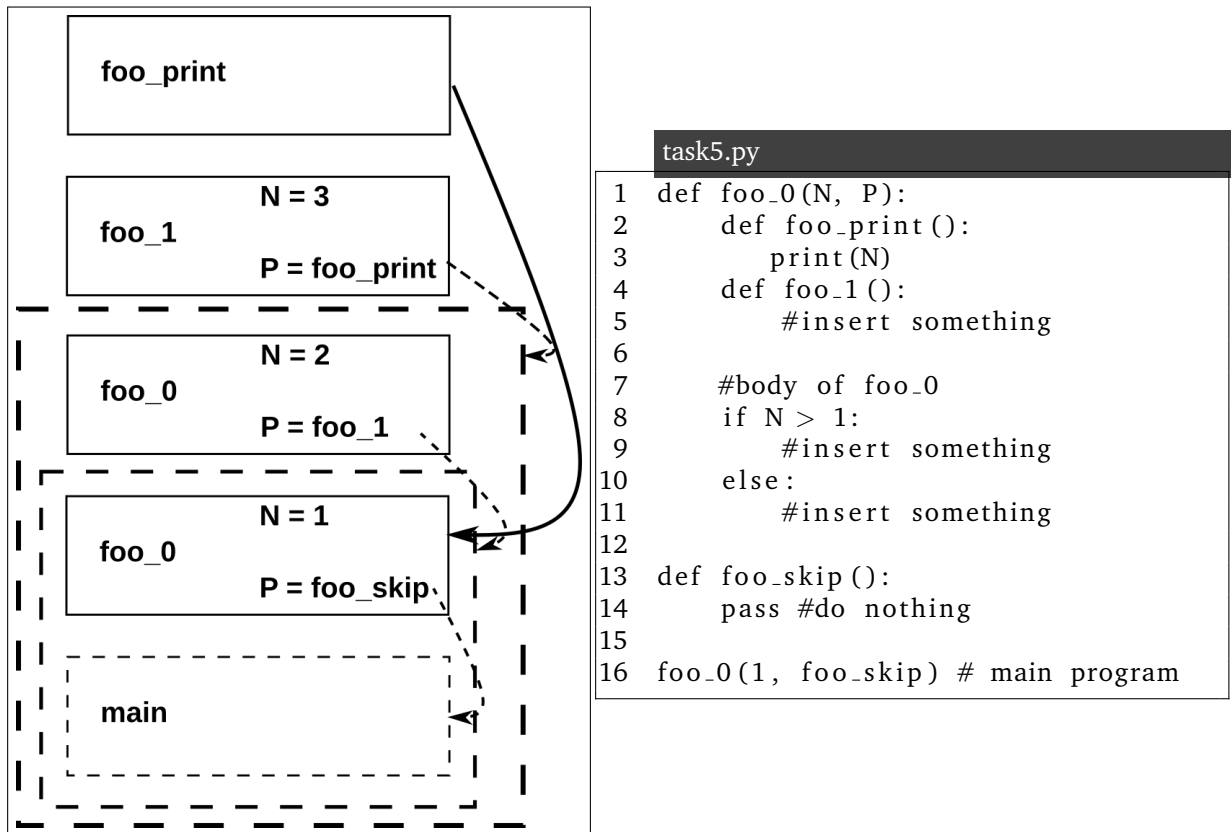 foo_print
N = 3
foo_1
P = foo_print
N = 2
foo_0
P = foo_1
N = 1
foo_0
P = foo_skip
main
task5.py
1 def foo_0(N, P):
2     def foo_print():
3         print(N)
4     def foo_1():
5         #insert something
6
7     #body of foo_0
8     if N > 1:
9         #insert something
10     else:
11         #insert something
12
13 def foo_skip():
14     pass #do nothing
15
16 foo_0(1, foo_skip) # main program